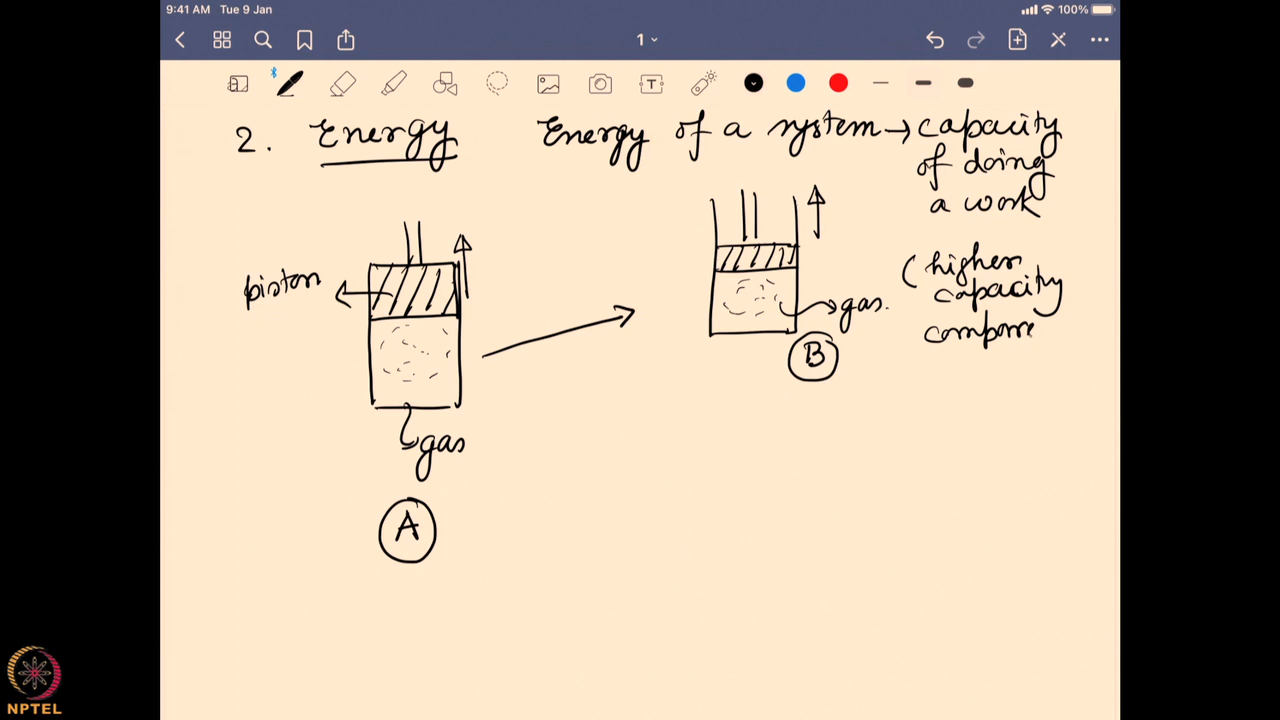 9:41 AM Tue 9 Jan
100%
1
T
2. Energy Energy of a system → capacity
of doing
a work
piston
(higher
capacity
compare
gas.
B
gas
A
NPTEL